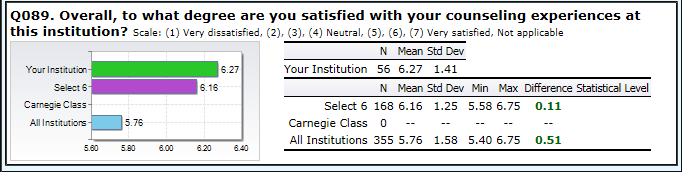 Q089. Overall, to what degree are you satisfied with your counseling experiences at
this institution? Scale: (1) Very dissatisfied, (2), (3), (4) Neutral, (5), (6), (7) Very satisfied, Not applicable
Your Institution 6.27
Select 6 6.16
Carnegie Class
All Institutions 5.76
5.60 5.80 6.00 6.20 6.40
N Mean Std Dev
Your Institution 56 6.27 1.41
N Mean Std Dev Min Max Difference Statistical Level
Select 6 168 6.16 1.25 5.58 6.75 0.11
Carnegie Class 0 -- -- -- -- --
All Institutions 355 5.76 1.58 5.40 6.75 0.51